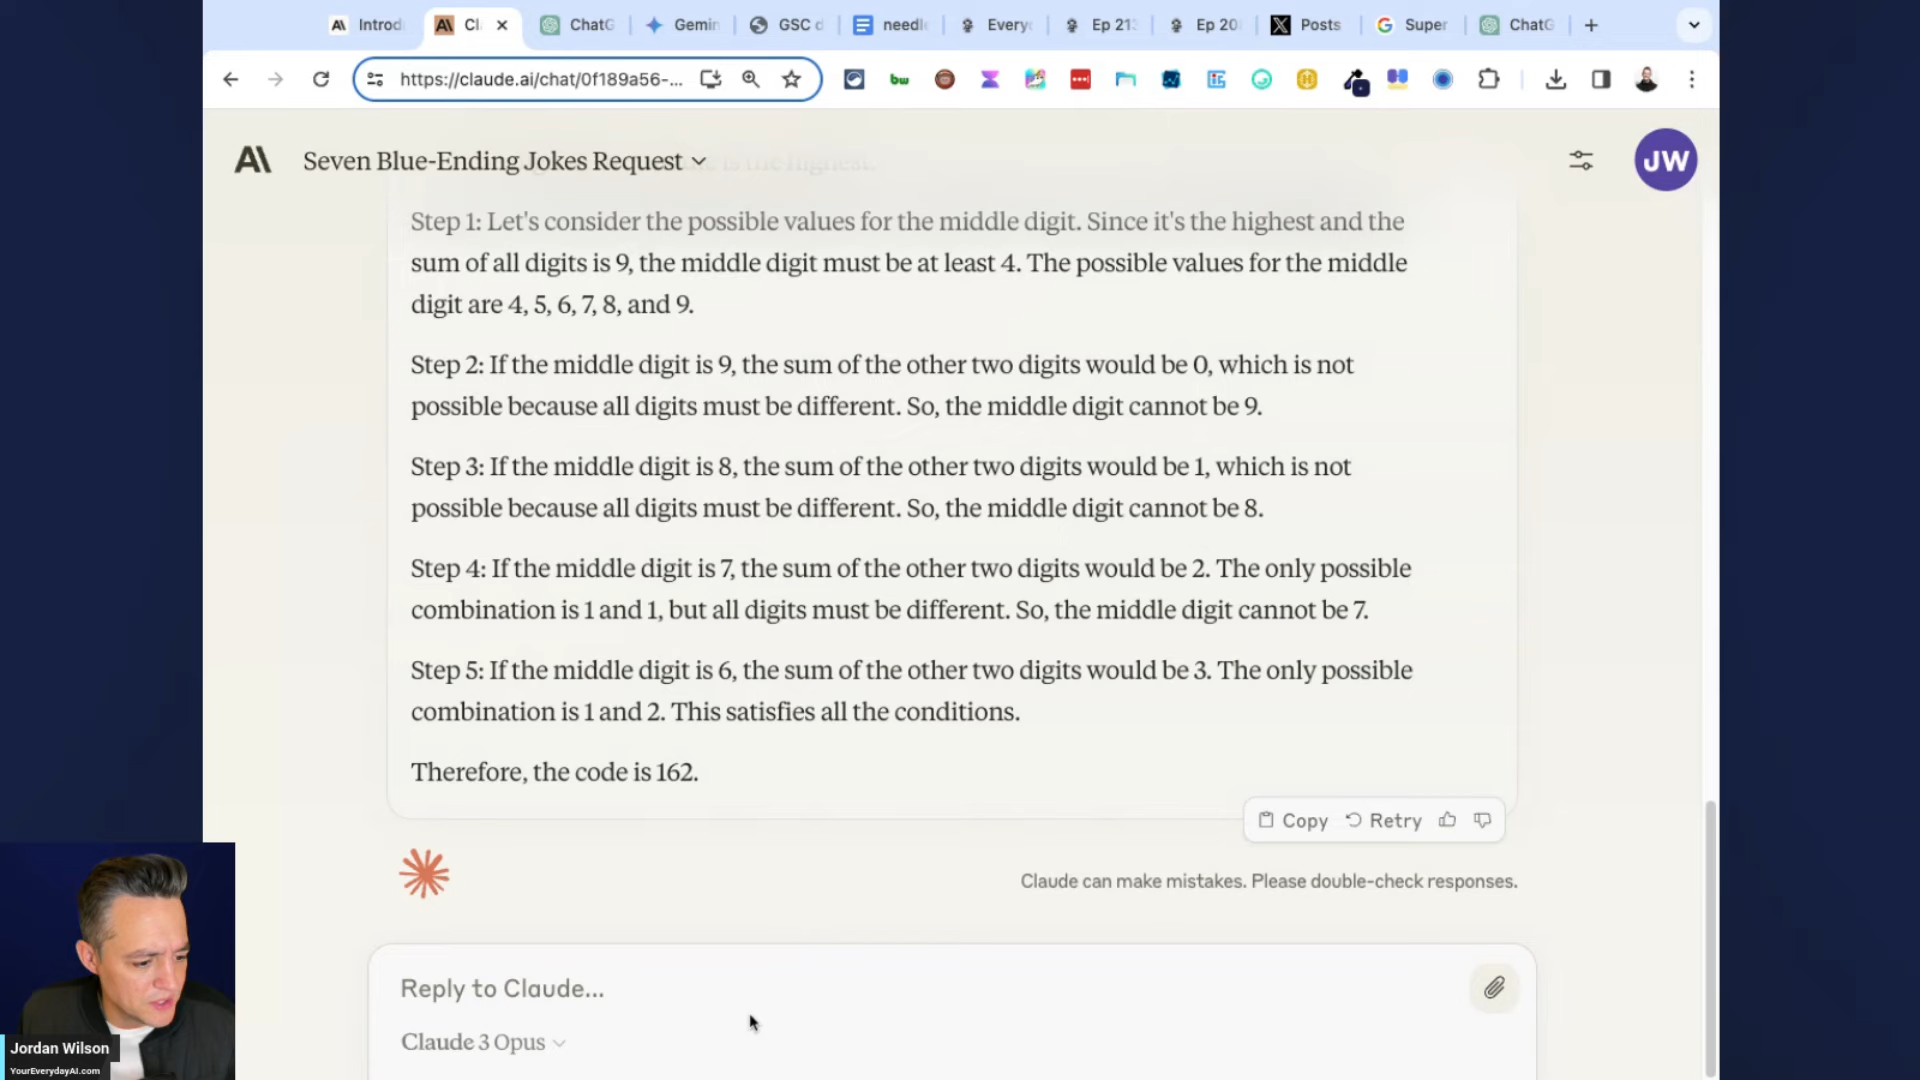 Introd
Cl
ChatG
Gemin
GSC d
needle
Every
Ep 213
Ep 20
Posts
Super
ChatG
https://claude.ai/chat/0f189a56-...
bw
Seven Blue-Ending Jokes Request
is the highest.
JW
Step 1: Let's consider the possible values for the middle digit. Since it's the highest and the
sum of all digits is 9, the middle digit must be at least 4. The possible values for the middle
digit are 4, 5, 6, 7, 8, and 9.
Step 2: If the middle digit is 9, the sum of the other two digits would be 0, which is not
possible because all digits must be different. So, the middle digit cannot be 9.
Step 3: If the middle digit is 8, the sum of the other two digits would be 1, which is not
possible because all digits must be different. So, the middle digit cannot be 8.
Step 4: If the middle digit is 7, the sum of the other two digits would be 2. The only possible
combination is 1 and 1, but all digits must be different. So, the middle digit cannot be 7.
Step 5: If the middle digit is 6, the sum of the other two digits would be 3. The only possible
combination is 1 and 2. This satisfies all the conditions.
Therefore, the code is 162.
Copy Retry
Claude can make mistakes. Please double-check responses.
Reply to Claude...
Claude 3 Opus
Jordan Wilson
YourEverydayAI.com